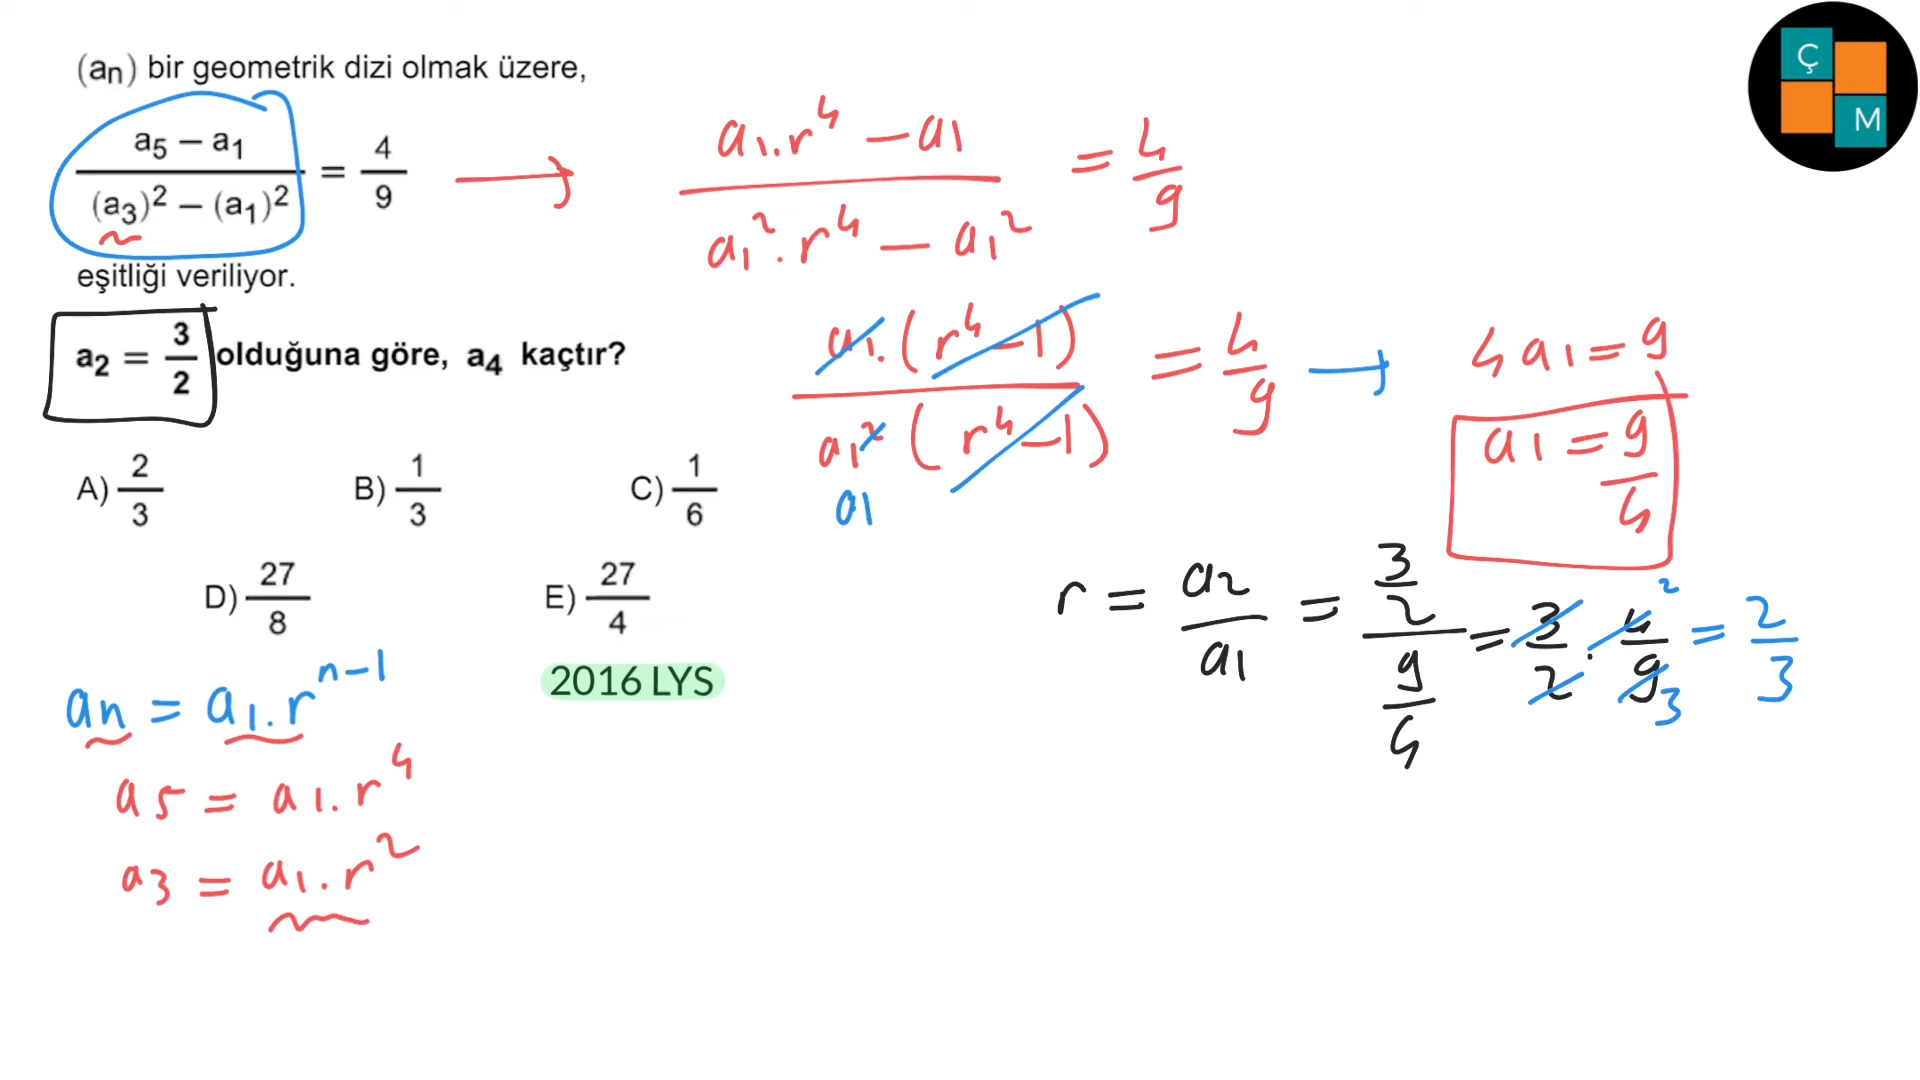 (aₙ) bir geometrik dizi olmak üzere,
(a₅ − a₁) / ((a₃)² − (a₁)²) = 4/9
eşitliği veriliyor.
a₂ = 3/2 olduğuna göre, a₄ kaçtır?
A) 2/3 B) 1/3 C) 1/6
D) 27/8 E) 27/4
2016 LYS
aₙ = a₁.rⁿ⁻¹
a₅ = a₁.r⁴
a₃ = a₁.r²
(a₁.r⁴ − a₁) / (a₁².r⁴ − a₁²) = 4/9
a₁.(r⁴−1) / a₁²(r⁴−1) = 4/9 → 4a₁ = 9
a₁
a₁ = 9/4
r = a₂/a₁ = (3/2)/(9/4) = 3/2 . 4/9 = 2/3
2
3
Ç
M